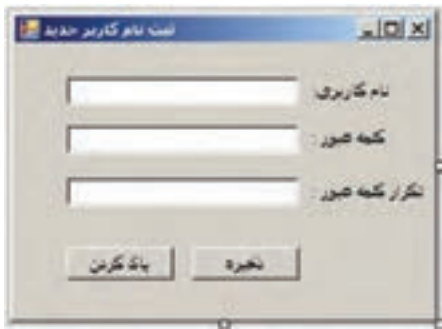 ثبت نام کاربر جدید
نام کاربری:
کلمه عبور :
تکرار کلمه عبور :
ذخیره
پاک کردن